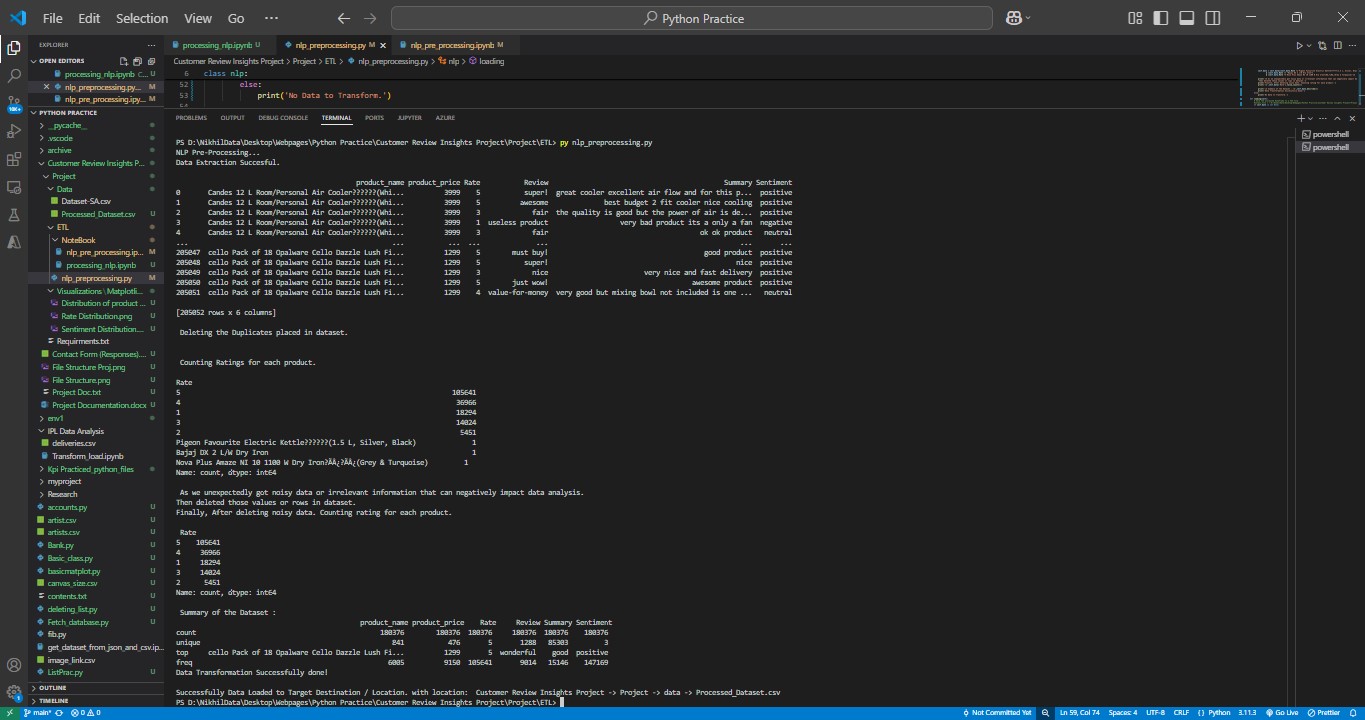 File Edit Selection View Go ··· Python Practice
EXPLORER
OPEN EDITORS
processing_nlp.ipynb C:... U
nlp_preprocessing.py... M
nlp_pre_processing.ipy... M
PYTHON PRACTICE
__pycache__
.vscode
archive
Customer Review Insights P...
Project
Data
Dataset-SA.csv
Processed_Dataset.csv U
ETL
NoteBook
nlp_pre_processing.ip... M
processing_nlp.ipynb U
nlp_preprocessing.py M
Visualizations \ Matplotli...
Distribution of product ... U
Rate Distribution.png U
Sentiment Distribution.... U
Requirments.txt
Contact Form (Responses).... U
File Structure Proj.png U
File Structure.png U
Project Doc.txt U
Project Documentation.docx U
env1
IPL Data Analysis
deliveries.csv
Transform_load.ipynb
Kpi Practiced_python_files
myproject
Research
accounts.py U
artist.csv U
artists.csv U
Bank.py U
Basic_class.py U
basicmatplot.py U
canvas_size.csv U
contents.txt U
deleting_list.py U
Fetch_database.py U
fib.py
get_dataset_from_json_and_csv.ip...
image_link.csv
ListPrac.py U
OUTLINE
TIMELINE
processing_nlp.ipynb U nlp_preprocessing.py M nlp_pre_processing.ipynb M
Customer Review Insights Project > Project > ETL > nlp_preprocessing.py > nlp > loading
6 class nlp:
52 else:
53 print('No Data to Transform.')
54
PROBLEMS OUTPUT DEBUG CONSOLE TERMINAL PORTS JUPYTER AZURE
powershell
powershell
PS D:\NikhilData\Desktop\Webpages\Python Practice\Customer Review Insights Project\Project\ETL> py nlp_preprocessing.py
NLP Pre-Processing...
Data Extraction Succesful.
product_name product_price Rate Review Summary Sentiment
0 Candes 12 L Room/Personal Air Cooler??????(Whi... 3999 5 super! great cooler excellent air flow and for this p... positive
1 Candes 12 L Room/Personal Air Cooler??????(Whi... 3999 5 awesome best budget 2 fit cooler nice cooling positive
2 Candes 12 L Room/Personal Air Cooler??????(Whi... 3999 3 fair the quality is good but the power of air is de... positive
3 Candes 12 L Room/Personal Air Cooler??????(Whi... 3999 1 useless product very bad product its a only a fan negative
4 Candes 12 L Room/Personal Air Cooler??????(Whi... 3999 3 fair ok ok product neutral
... ... ... ... ... ... ...
205047 cello Pack of 18 Opalware Cello Dazzle Lush Fi... 1299 5 must buy! good product positive
205048 cello Pack of 18 Opalware Cello Dazzle Lush Fi... 1299 5 super! nice positive
205049 cello Pack of 18 Opalware Cello Dazzle Lush Fi... 1299 3 nice very nice and fast delivery positive
205050 cello Pack of 18 Opalware Cello Dazzle Lush Fi... 1299 5 just wow! awesome product positive
205051 cello Pack of 18 Opalware Cello Dazzle Lush Fi... 1299 4 value-for-money very good but mixing bowl not included is one ... neutral
[205052 rows x 6 columns]
Deleting the Duplicates placed in dataset.
Counting Ratings for each product.
Rate
5 105641
4 36966
1 18294
3 14024
2 5451
Pigeon Favourite Electric Kettle??????(1.5 L, Silver, Black) 1
Bajaj DX 2 L/W Dry Iron 1
Nova Plus Amaze NI 10 1100 W Dry Iron?ÃÂ¿?ÃÂ¿(Grey & Turquoise) 1
Name: count, dtype: int64
As we unexpectedly got noisy data or irrelevant information that can negatively impact data analysis.
Then deleted those values or rows in dataset.
Finally, After deleting noisy data. Counting rating for each product.
Rate
5 105641
4 36966
1 18294
3 14024
2 5451
Name: count, dtype: int64
Summary of the Dataset :
product_name product_price Rate Review Summary Sentiment
count 180376 180376 180376 180376 180376 180376
unique 841 476 5 1288 85303 3
top cello Pack of 18 Opalware Cello Dazzle Lush Fi... 1299 5 wonderful good positive
freq 6005 9150 105641 9014 15146 147169
Data Transformation Successfully done!
Successfully Data Loaded to Target Destination / Location. with location: Customer Review Insights Project -> Project -> data -> Processed_Dataset.csv
PS D:\NikhilData\Desktop\Webpages\Python Practice\Customer Review Insights Project\Project\ETL>
main* 0 0 Not Committed Yet Ln 59, Col 74 Spaces: 4 UTF-8 CRLF Python 3.11.3 Go Live Prettier